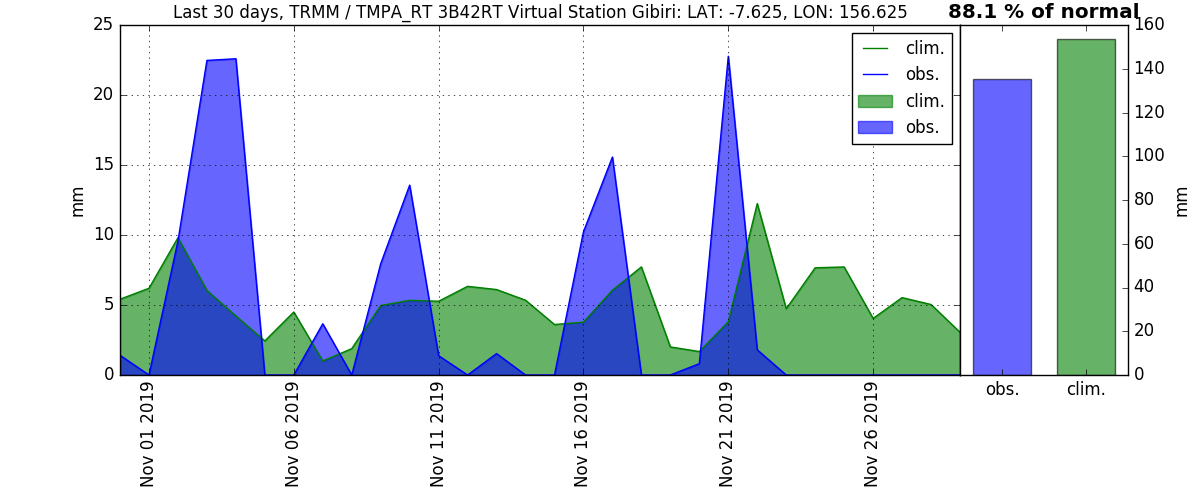 Last 30 days, TRMM / TMPA_RT 3B42RT Virtual Station Gibiri: LAT: -7.625, LON: 156.625
88.1 % of normal
25
20
15
10
5
0
mm
clim.
obs.
clim.
obs.
160
140
120
100
80
60
40
20
0
mm
obs.
clim.
Nov 01 2019
Nov 06 2019
Nov 11 2019
Nov 16 2019
Nov 21 2019
Nov 26 2019